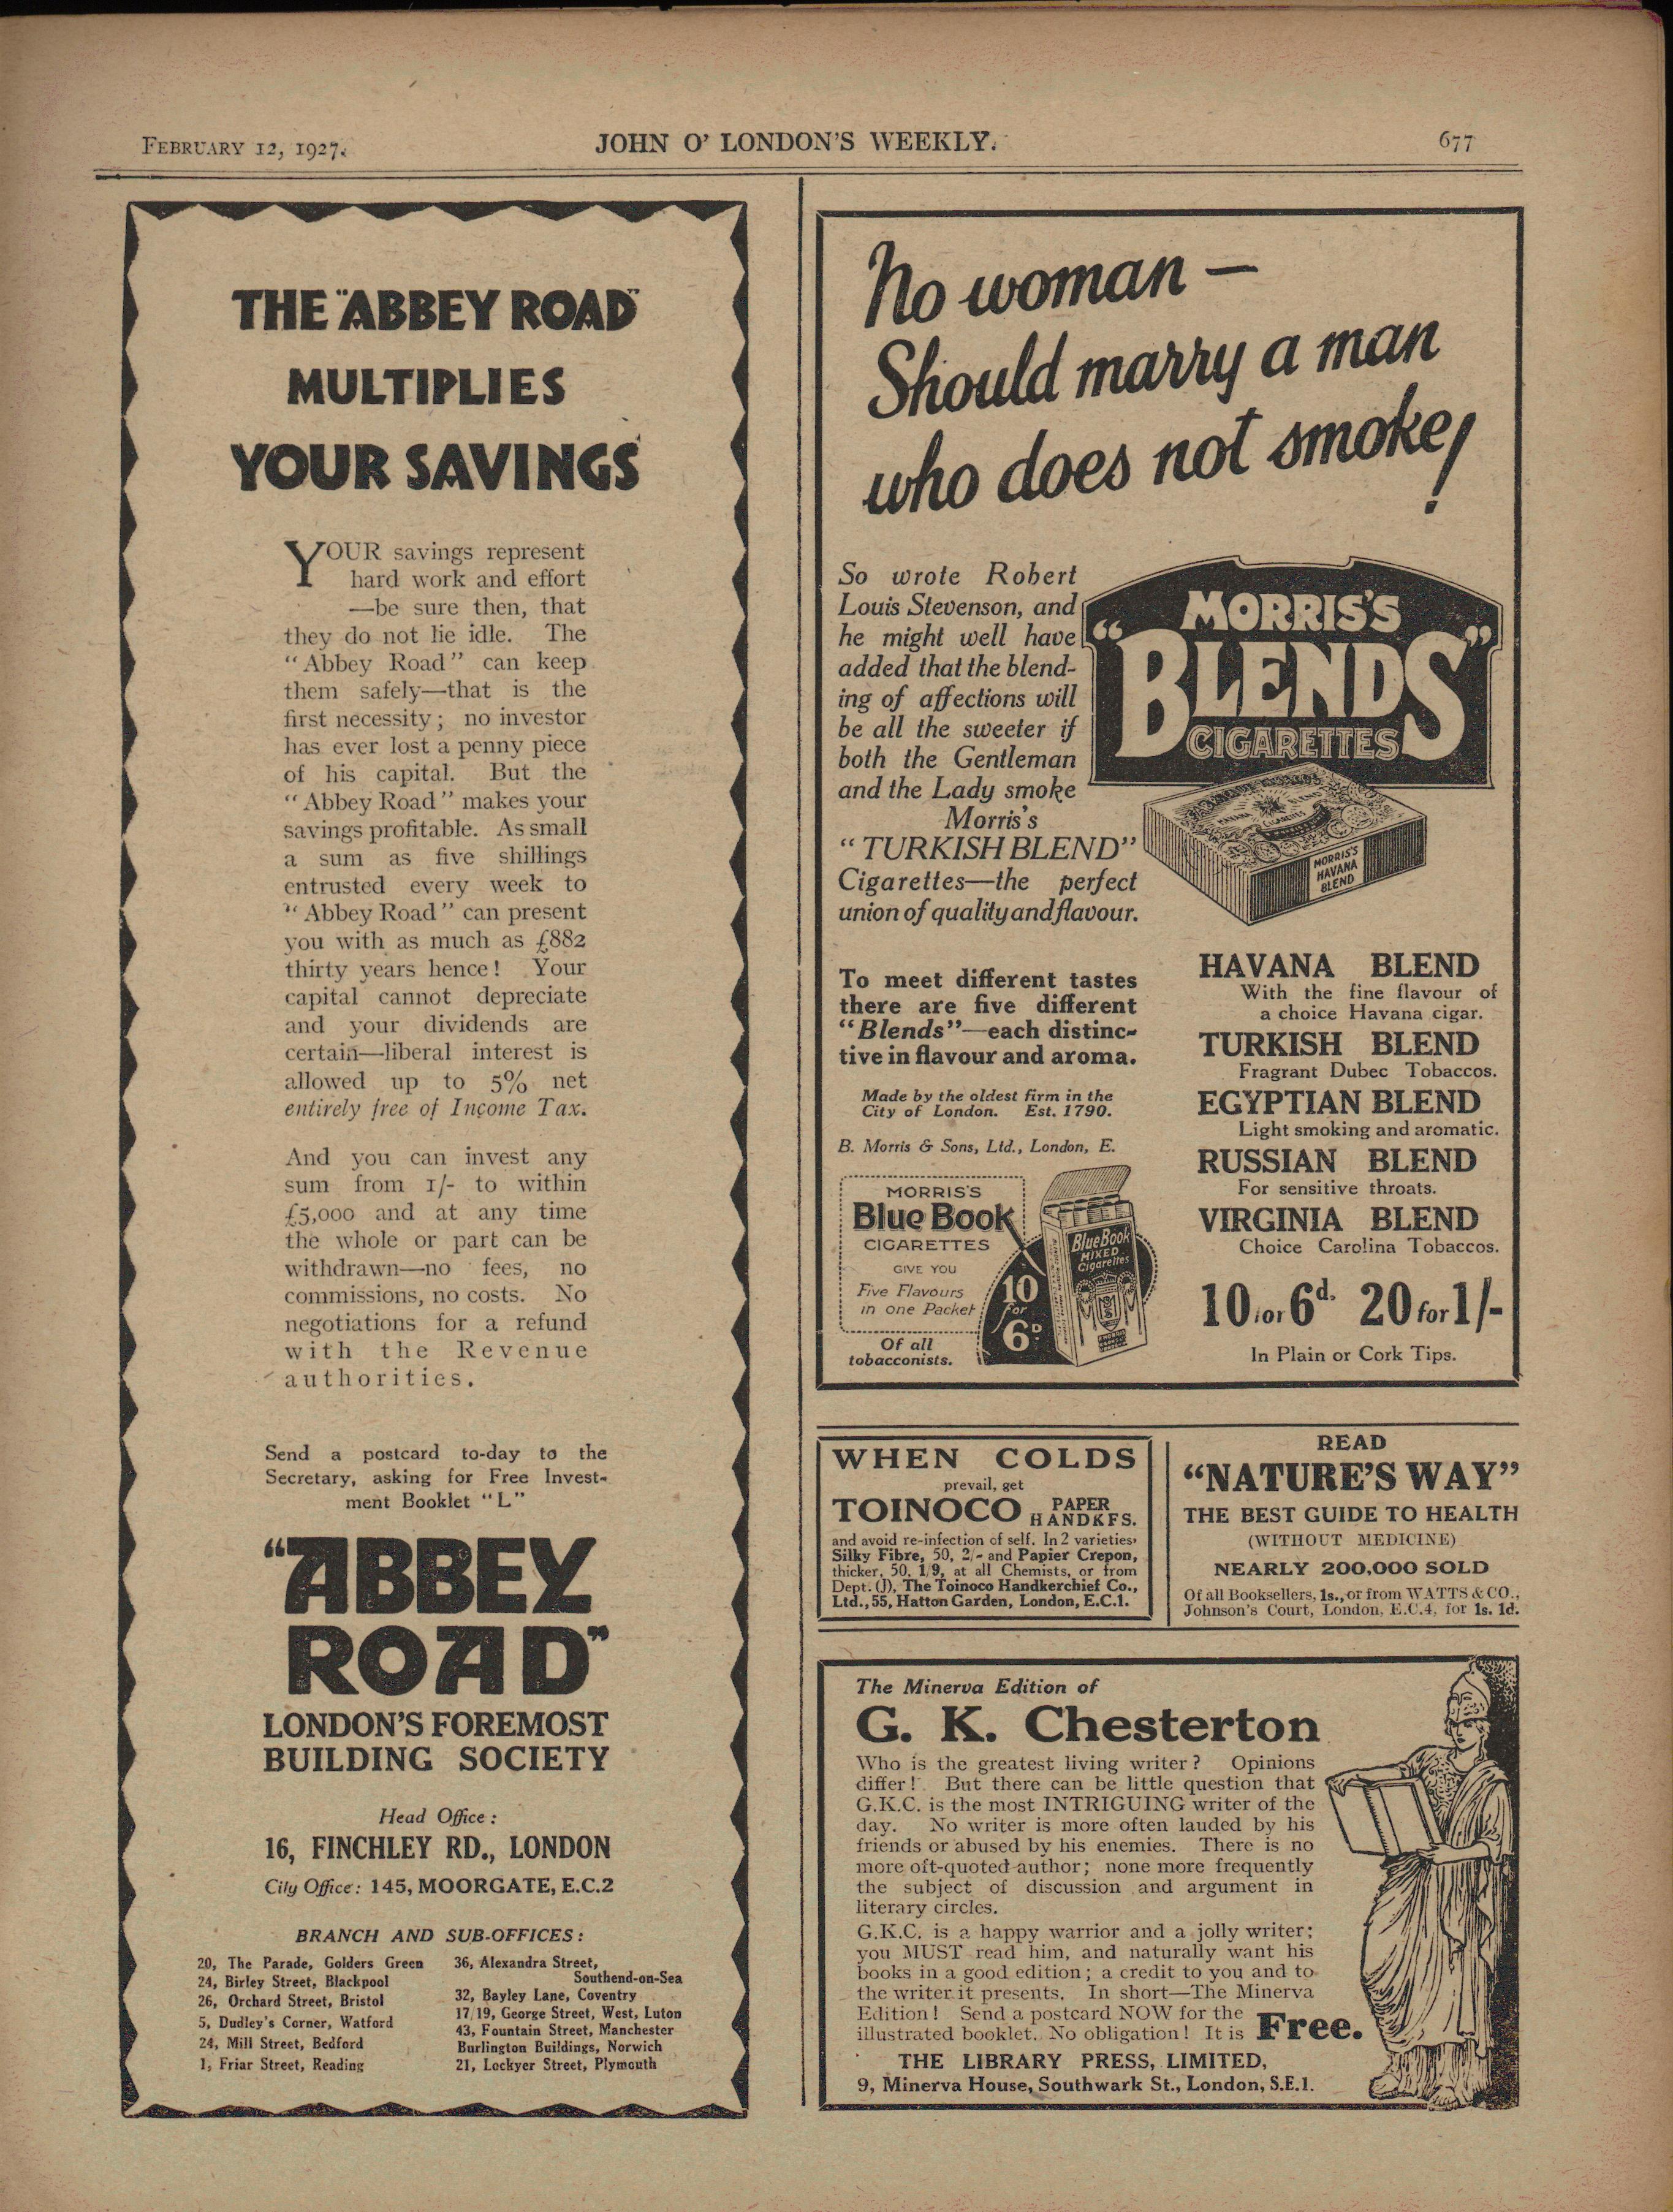 FEBRUARY 12, 1927.
JOHN O' LONDON'S WEEKLY.
677
THE "ABBEY ROAD"
MULTIPLIES
YOUR SAVINGS
YOUR savings represent
hard work and effort
—be sure then, that
they do not lie idle. The
"Abbey Road" can keep
them safely—that is the
first necessity; no investor
has ever lost a penny piece
of his capital. But the
"Abbey Road" makes your
savings profitable. As small
a sum as five shillings
entrusted every week to
"Abbey Road" can present
you with as much as £882
thirty years hence! Your
capital cannot depreciate
and your dividends are
certain—liberal interest is
allowed up to 5% net
entirely free of Income Tax.
And you can invest any
sum from 1/- to within
£5,000 and at any time
the whole or part can be
withdrawn—no fees, no
commissions, no costs. No
negotiations for a refund
with the Revenue
authorities.
Send a postcard to-day to the
Secretary, asking for Free Invest-
ment Booklet "L"
"ABBEY
ROAD"
LONDON'S FOREMOST
BUILDING SOCIETY
Head Office:
16, FINCHLEY RD., LONDON
City Office: 145, MOORGATE, E.C.2
BRANCH AND SUB-OFFICES:
20, The Parade, Golders Green
24, Birley Street, Blackpool
26, Orchard Street, Bristol
5, Dudley's Corner, Watford
24, Mill Street, Bedford
1, Friar Street, Reading
36, Alexandra Street,
Southend-on-Sea
32, Bayley Lane, Coventry
17/19, George Street, West, Luton
43, Fountain Street, Manchester
Burlington Buildings, Norwich
21, Lockyer Street, Plymouth
No woman —
Should marry a man
who does not smoke!
So wrote Robert
Louis Stevenson, and
he might well have
added that the blend-
ing of affections will
be all the sweeter if
both the Gentleman
and the Lady smoke
Morris's
"TURKISH BLEND"
Cigarettes—the perfect
union of quality and flavour.
MORRIS'S
"BLENDS"
CIGARETTES
MORRIS'S
HAVANA
BLEND
To meet different tastes
there are five different
"Blends"—each distinc-
tive in flavour and aroma.
Made by the oldest firm in the
City of London. Est. 1790.
B. Morris & Sons, Ltd., London, E.
MORRIS'S
Blue Book
CIGARETTES
GIVE YOU
Five Flavours
in one Packet
Of all
tobacconists.
10
for
6D.
Blue Book
MIXED
Cigarettes
HAVANA BLEND
With the fine flavour of
a choice Havana cigar.
TURKISH BLEND
Fragrant Dubec Tobaccos.
EGYPTIAN BLEND
Light smoking and aromatic.
RUSSIAN BLEND
For sensitive throats.
VIRGINIA BLEND
Choice Carolina Tobaccos.
10 for 6d. 20 for 1/-
In Plain or Cork Tips.
WHEN COLDS
prevail, get
TOINOCO PAPER
HANDKFS.
and avoid re-infection of self. In 2 varieties,
Silky Fibre, 50, 2/- and Papier Crepon,
thicker, 50, 1/9, at all Chemists, or from
Dept. (J), The Toinoco Handkerchief Co.,
Ltd., 55, Hatton Garden, London, E.C.1.
READ
"NATURE'S WAY"
THE BEST GUIDE TO HEALTH
(WITHOUT MEDICINE)
NEARLY 200,000 SOLD
Of all Booksellers, 1s., or from WATTS & CO.,
Johnson's Court, London, E.C.4, for 1s. 1d.
The Minerva Edition of
G. K. Chesterton
Who is the greatest living writer? Opinions
differ! But there can be little question that
G.K.C. is the most INTRIGUING writer of the
day. No writer is more often lauded by his
friends or abused by his enemies. There is no
more oft-quoted author; none more frequently
the subject of discussion and argument in
literary circles.
G.K.C. is a happy warrior and a jolly writer;
you MUST read him, and naturally want his
books in a good edition; a credit to you and to
the writer it presents. In short—The Minerva
Edition! Send a postcard NOW for the
illustrated booklet. No obligation! It is Free.
THE LIBRARY PRESS, LIMITED,
9, Minerva House, Southwark St., London, S.E.1.